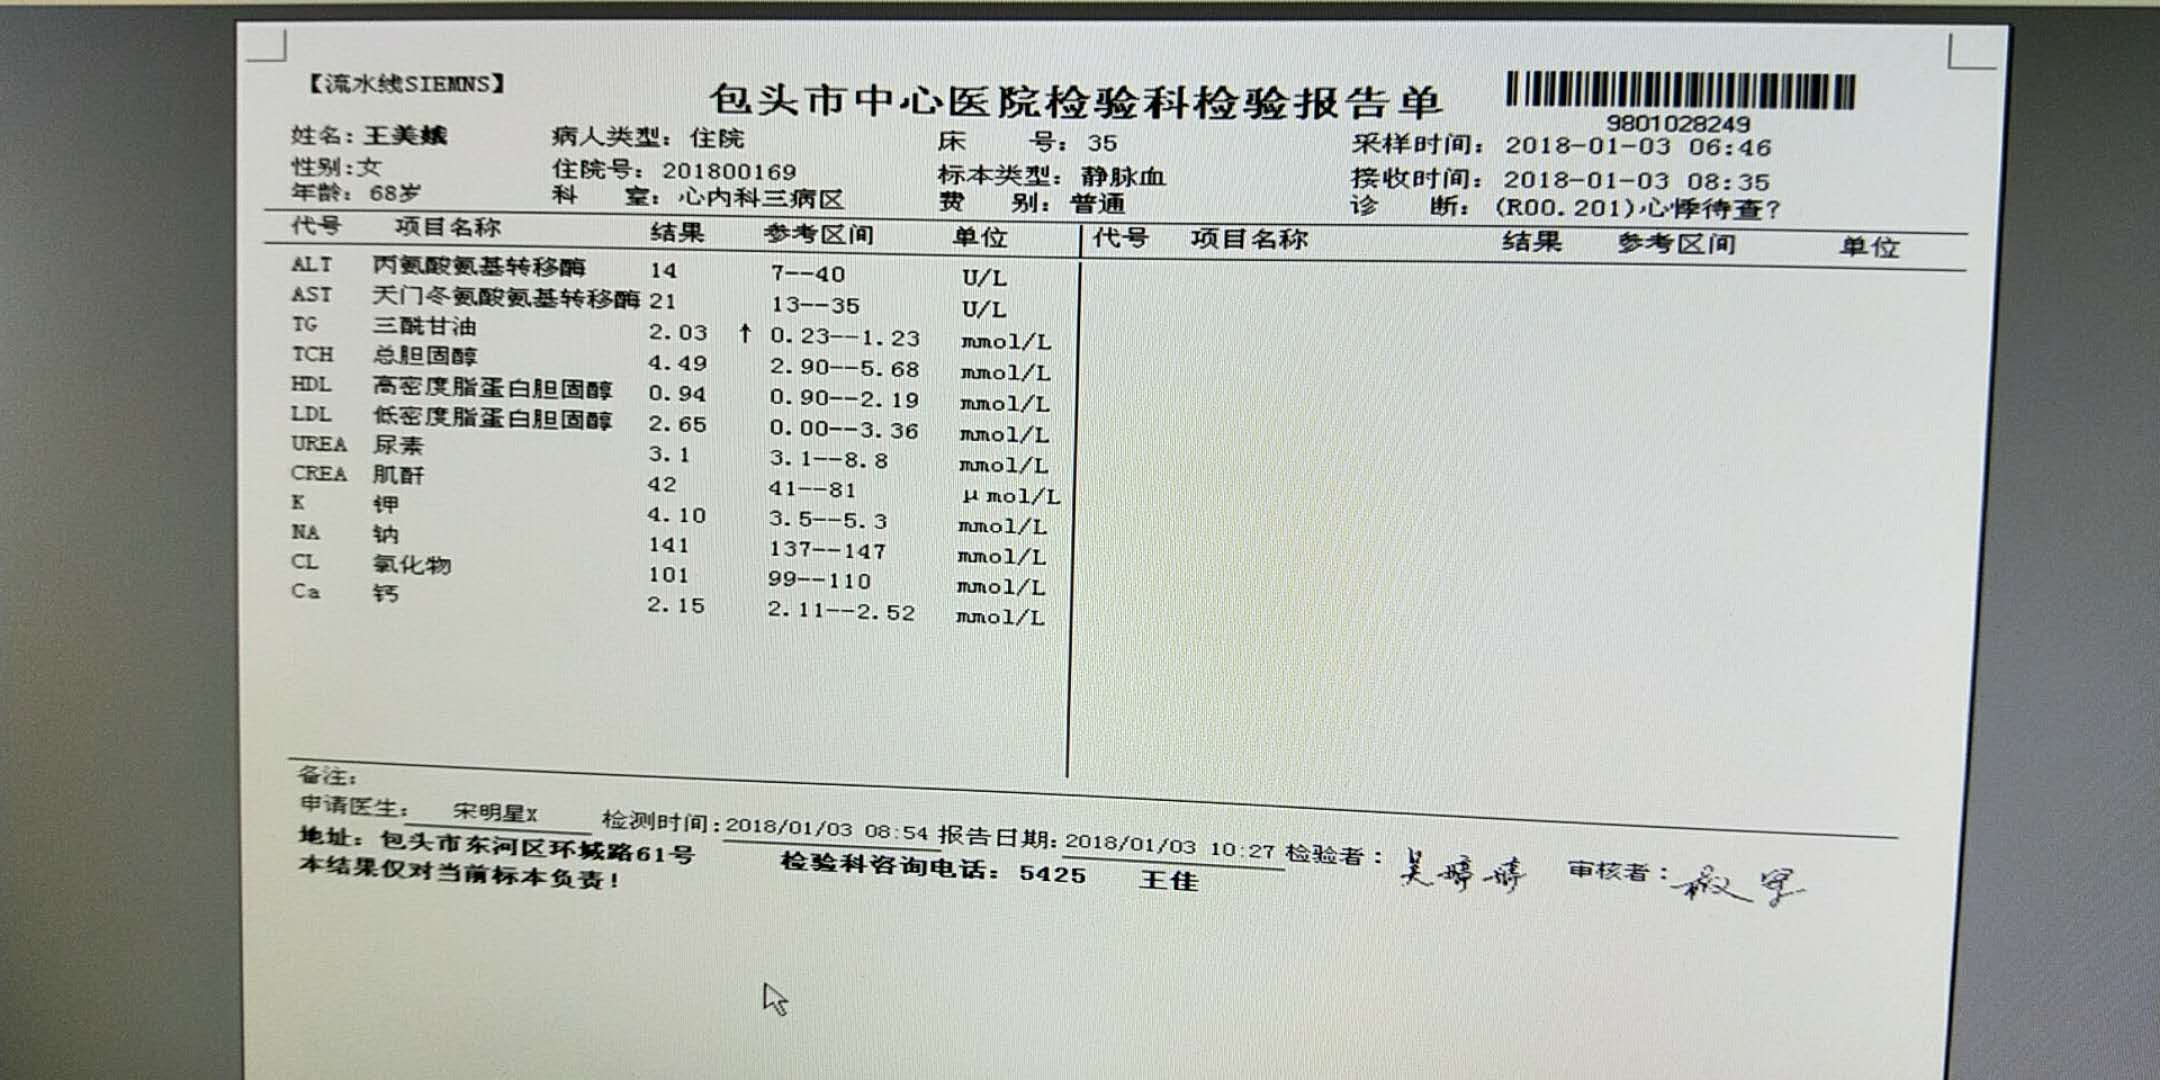 【流水线SIEMNS】
包头市中心医院检验科检验报告单
9801028249
姓名：王美娥 病人类型：住院 床 号：35 采样时间：2018-01-03 06:46
性别:女 住院号：201800169 标本类型：静脉血 接收时间：2018-01-03 08:35
年龄：68岁 科 室：心内科三病区 费 别：普通 诊 断：(R00.201)心悸待查?
代号 项目名称 结果 参考区间 单位 代号 项目名称 结果 参考区间 单位
ALT 丙氨酸氨基转移酶 14 7--40 U/L
AST 天门冬氨酸氨基转移酶 21 13--35 U/L
TG 三酰甘油 2.03 ↑ 0.23--1.23 mmol/L
TCH 总胆固醇 4.49 2.90--5.68 mmol/L
HDL 高密度脂蛋白胆固醇 0.94 0.90--2.19 mmol/L
LDL 低密度脂蛋白胆固醇 2.65 0.00--3.36 mmol/L
UREA 尿素 3.1 3.1--8.8 mmol/L
CREA 肌酐 42 41--81 μmol/L
K 钾 4.10 3.5--5.3 mmol/L
NA 钠 141 137--147 mmol/L
CL 氯化物 101 99--110 mmol/L
Ca 钙 2.15 2.11--2.52 mmol/L
备注：
申请医生： 宋明星X 检测时间:2018/01/03 08:54 报告日期:2018/01/03 10:27 检验者： 吴婷婷 审核者：
地址：包头市东河区环城路61号 检验科咨询电话：5425 王佳
本结果仅对当前标本负责！